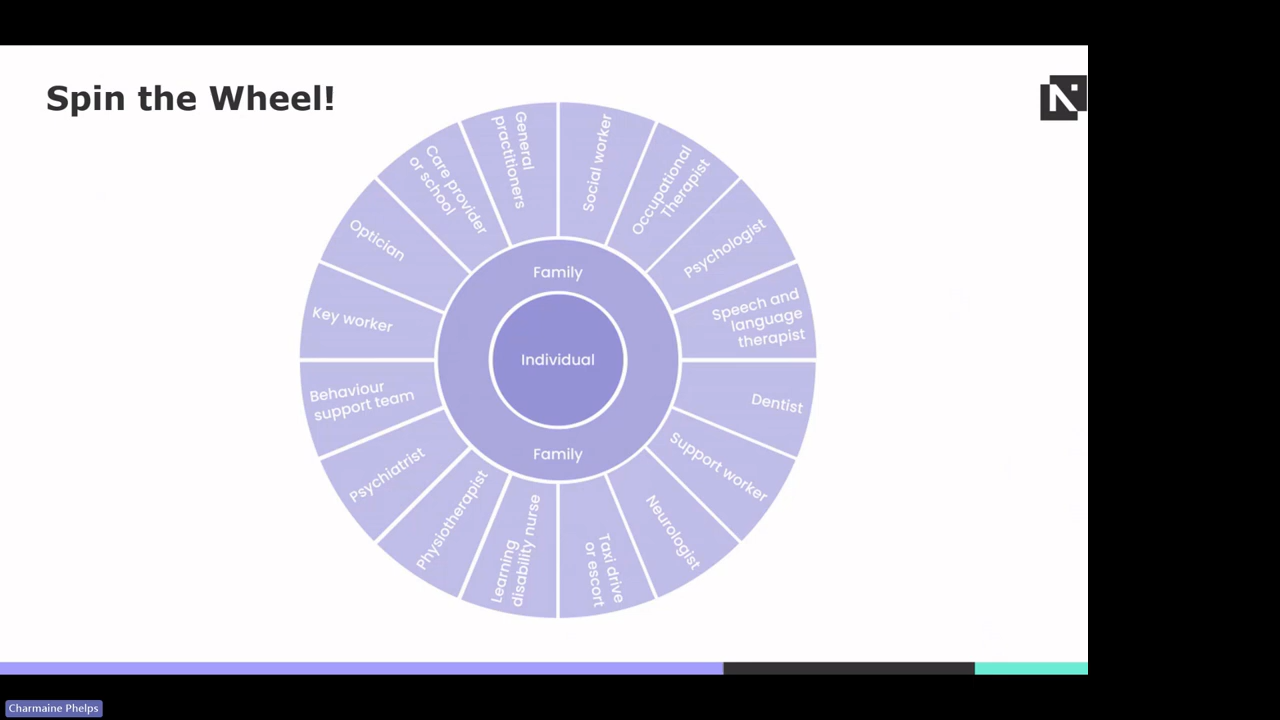 Spin the Wheel!
General
practitioners
Social worker
Occupational
Therapist
Psychologist
Speech and
language
therapist
Dentist
Support worker
Neurologist
Taxi drive
or escort
Learning
disability nurse
Physiotherapist
Psychiatrist
Behaviour
support team
Key worker
Optician
Care provider
or school
Family
Individual
Family
N
Charmaine Phelps